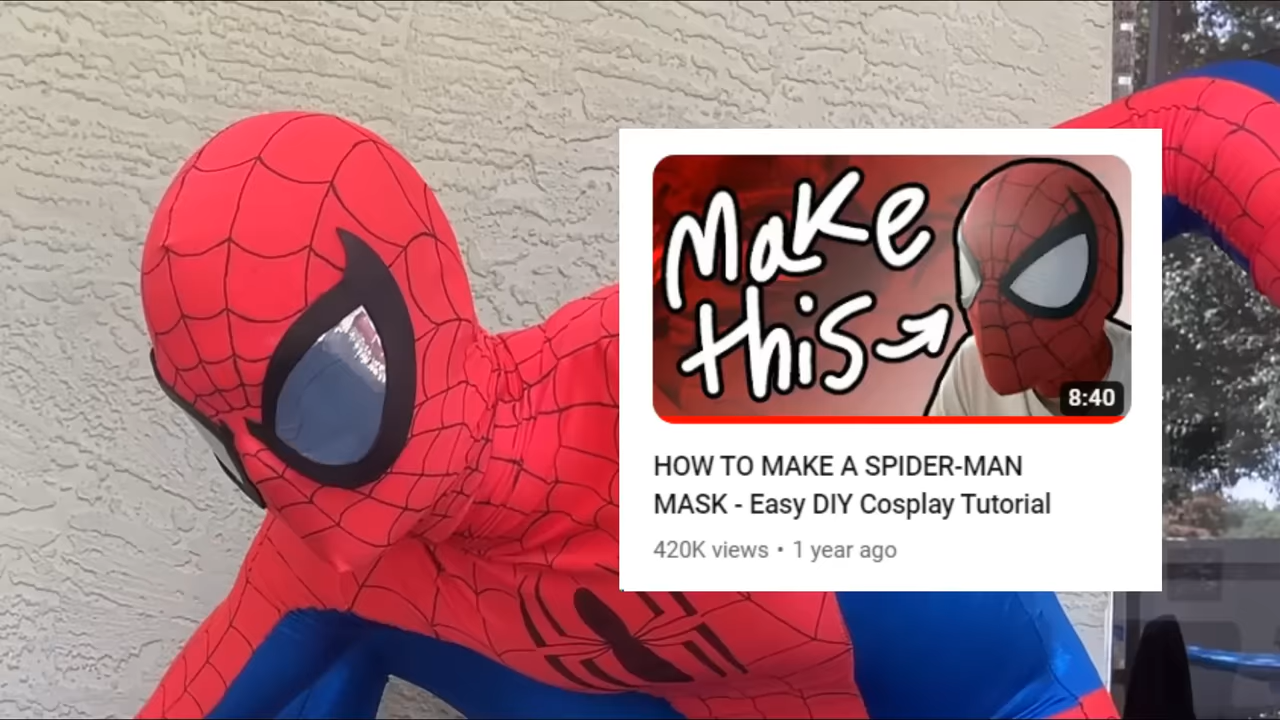 Make
this
8:40
HOW TO MAKE A SPIDER-MAN
MASK - Easy DIY Cosplay Tutorial
420K views • 1 year ago